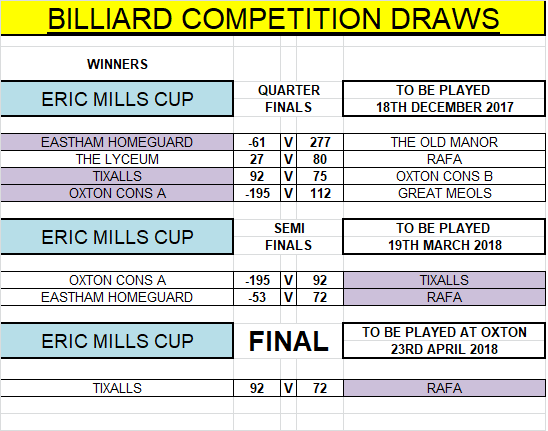 BILLIARD COMPETITION DRAWS
WINNERS
ERIC MILLS CUP QUARTER FINALS TO BE PLAYED 18TH DECEMBER 2017
EASTHAM HOMEGUARD -61 V 277 THE OLD MANOR
THE LYCEUM 27 V 80 RAFA
TIXALLS 92 V 75 OXTON CONS B
OXTON CONS A -195 V 112 GREAT MEOLS
ERIC MILLS CUP SEMI FINALS TO BE PLAYED 19TH MARCH 2018
OXTON CONS A -195 V 92 TIXALLS
EASTHAM HOMEGUARD -53 V 72 RAFA
ERIC MILLS CUP FINAL TO BE PLAYED AT OXTON 23RD APRIL 2018
TIXALLS 92 V 72 RAFA